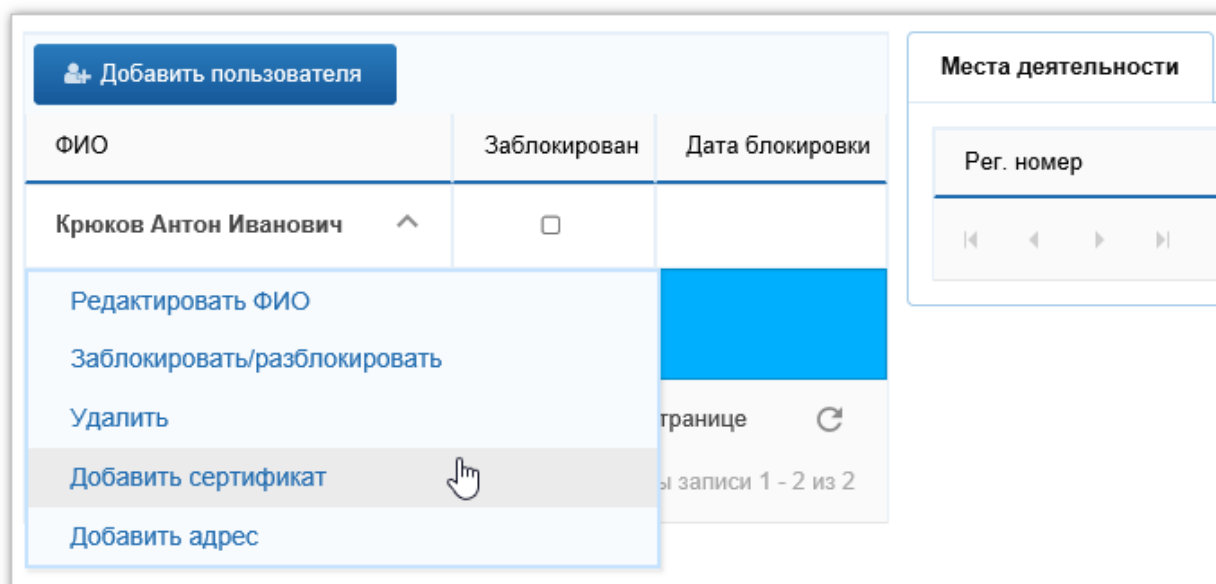 Добавить пользователя
Места деятельности
ФИО Заблокирован Дата блокировки
Рег. номер
Крюков Антон Иванович
Редактировать ФИО
Заблокировать/разблокировать
Удалить
Добавить сертификат
записи 1 - 2 из 2
Добавить адрес